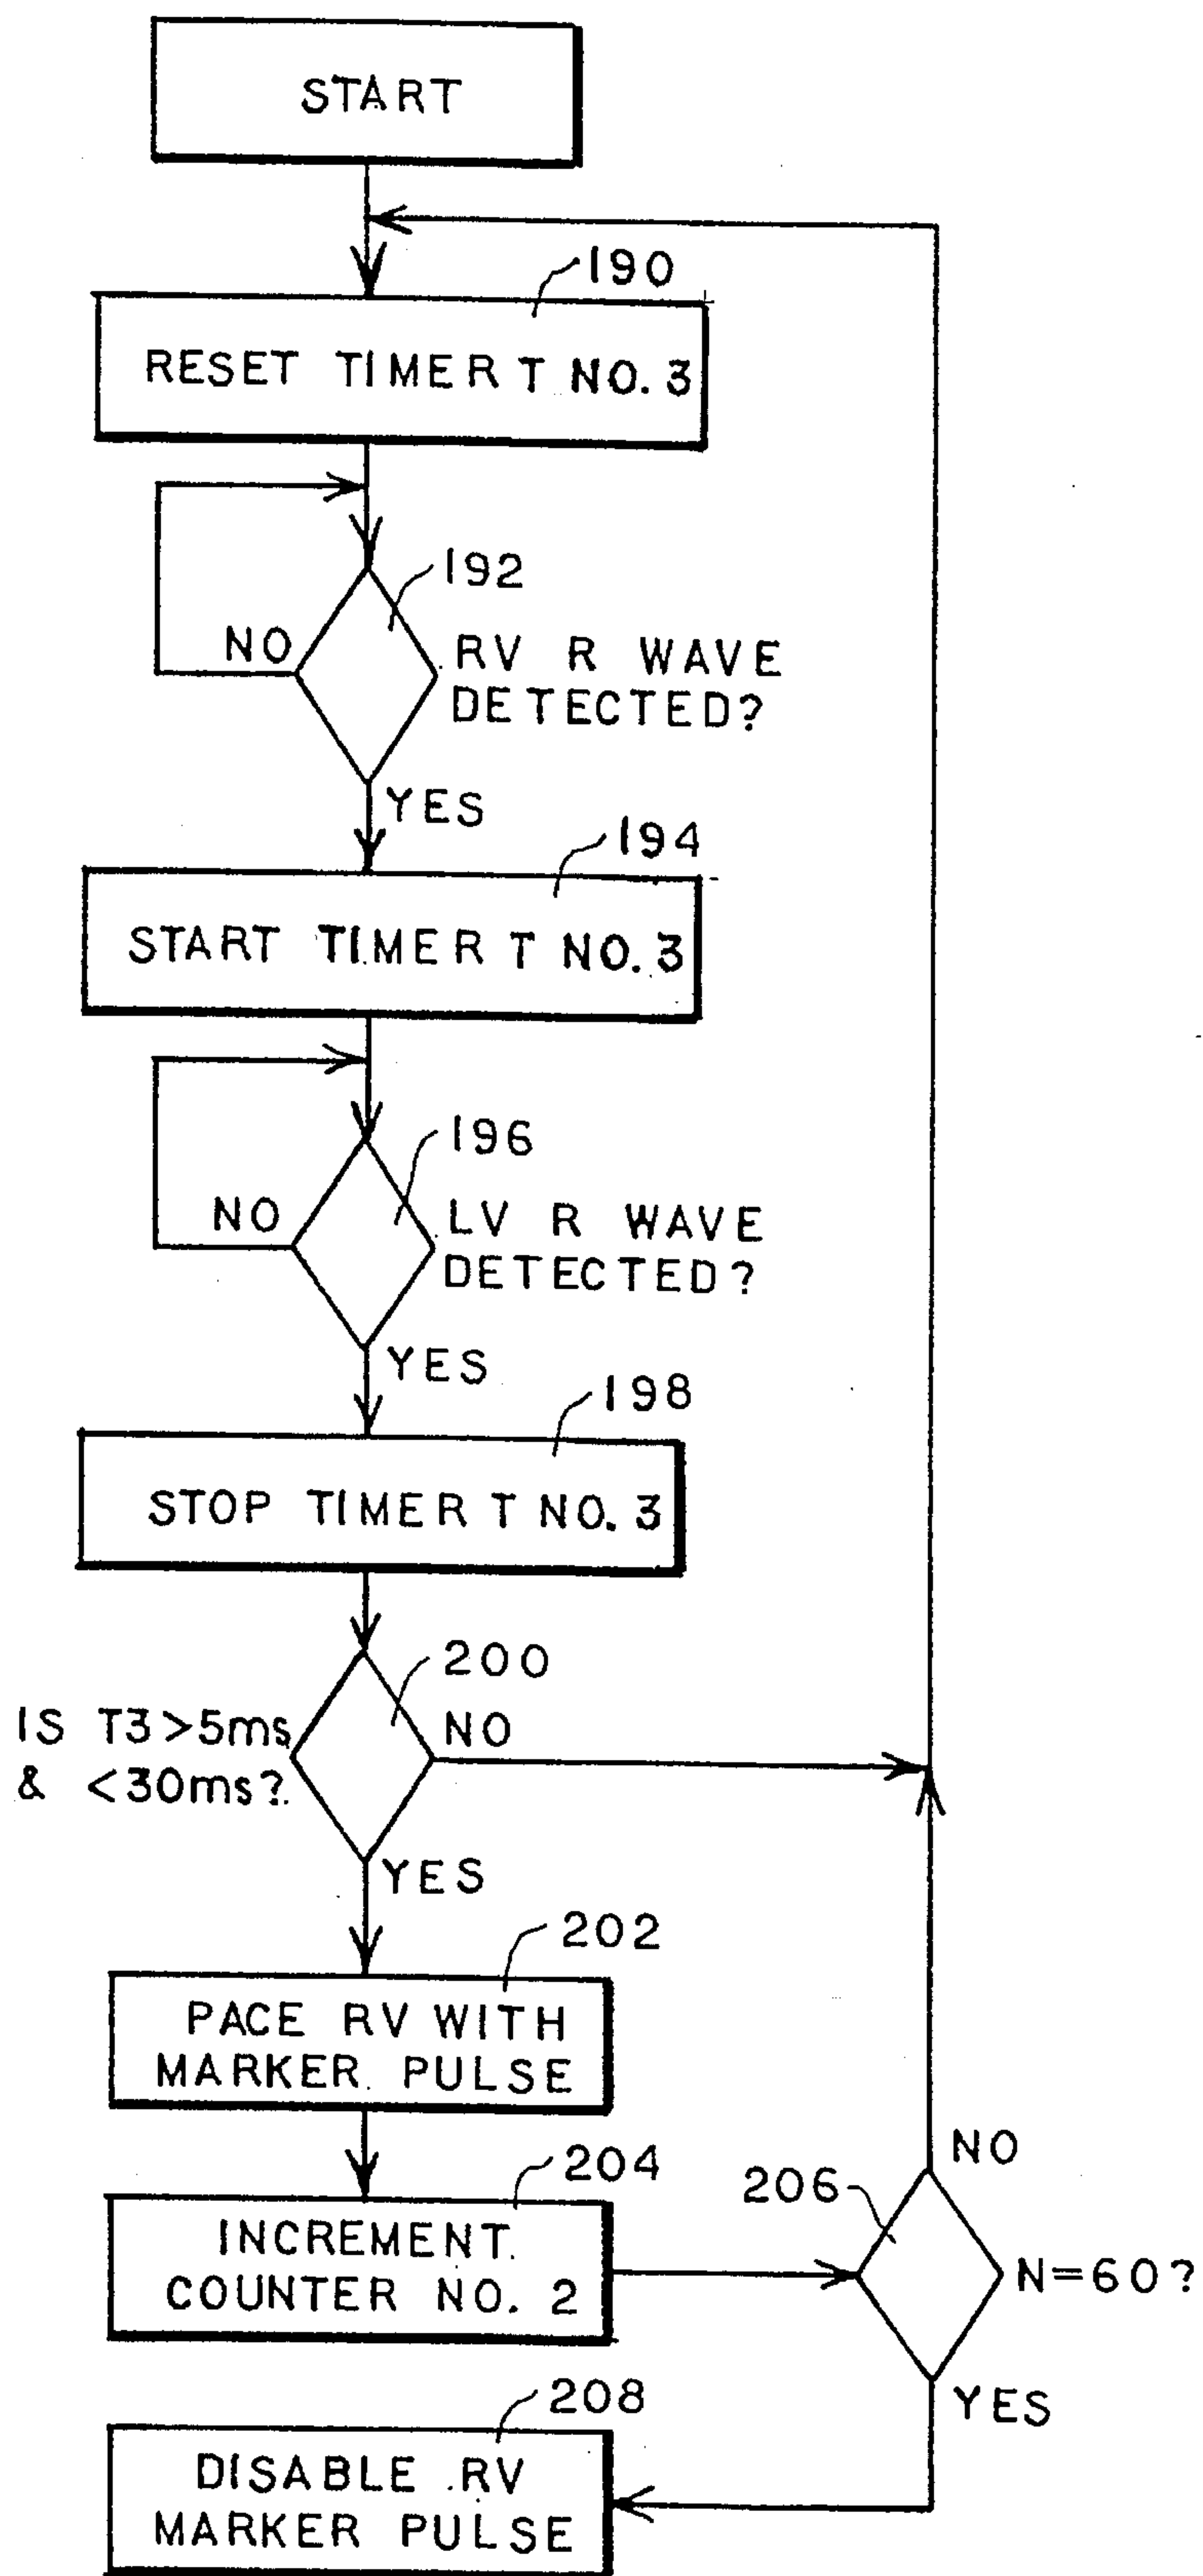 START
190
RESET TIMER T NO. 3
192
NO
RV R WAVE
DETECTED?
YES
194
START TIMER T NO. 3
196
NO
LV R WAVE
DETECTED?
YES
198
STOP TIMER T NO. 3
200
IS T3>5ms
& <30ms?
NO
YES
202
PACE RV WITH
MARKER PULSE
204
INCREMENT
COUNTER NO. 2
206
NO
N=60?
YES
208
DISABLE RV
MARKER PULSE